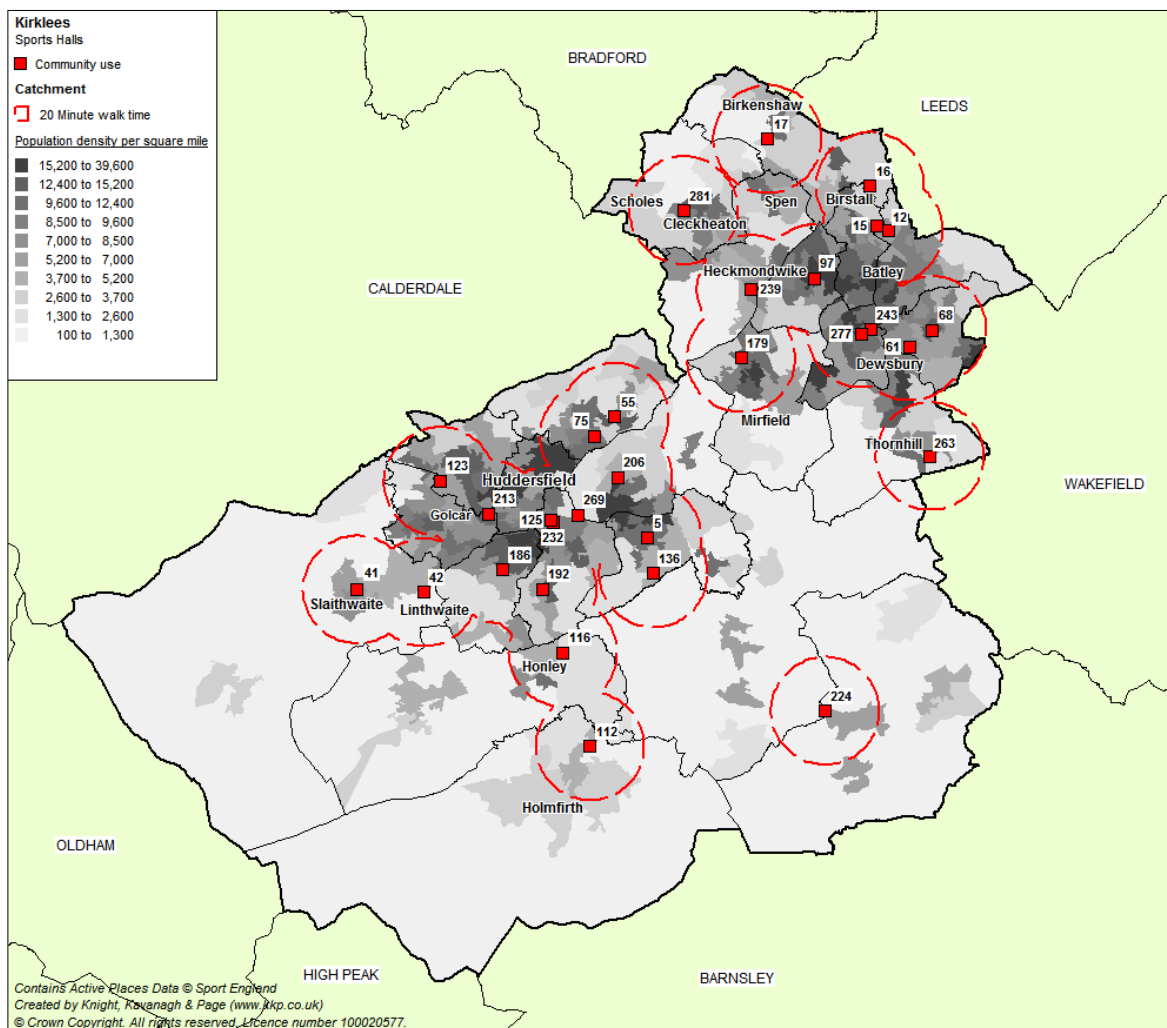 Kirklees
Sports Halls
Community use
Catchment
20 Minute walk time
Population density per square mile
15,200 to 39,600
12,400 to 15,200
9,600 to 12,400
8,500 to 9,600
7,000 to 8,500
5,200 to 7,000
3,700 to 5,200
2,600 to 3,700
1,300 to 2,600
100 to 1,300
BRADFORD
LEEDS
Birkenshaw
17
16
281
Scholes
Spen
Birstall
Cleckheaton
15
12
97
Heckmondwike
Batley
CALDERDALE
239
243
68
277
61
179
Dewsbury
55
75
Mirfield
Thornhill
263
123
206
Huddersfield
WAKEFIELD
213
269
Golcar
125
232
5
186
136
41
42
192
Slaithwaite
Linthwaite
116
Honley
224
112
Holmfirth
OLDHAM
HIGH PEAK
BARNSLEY
Contains Active Places Data © Sport England
Created by Knight, Kavanagh & Page (www.kkp.co.uk)
© Crown Copyright. All rights reserved. Licence number 100020577.